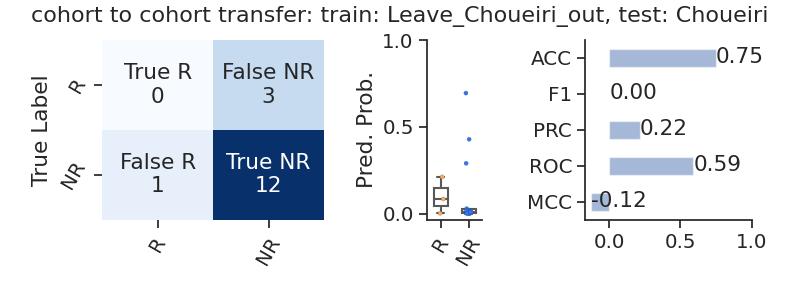 cohort to cohort transfer: train: Leave_Choueiri_out, test: Choueiri
True Label
R
NR
True R
0
False NR
3
False R
1
True NR
12
R
NR
Pred. Prob.
1.0
0.5
0.0
R
NR
ACC
0.75
F1
0.00
PRC
0.22
ROC
0.59
MCC
-0.12
0.0
0.5
1.0